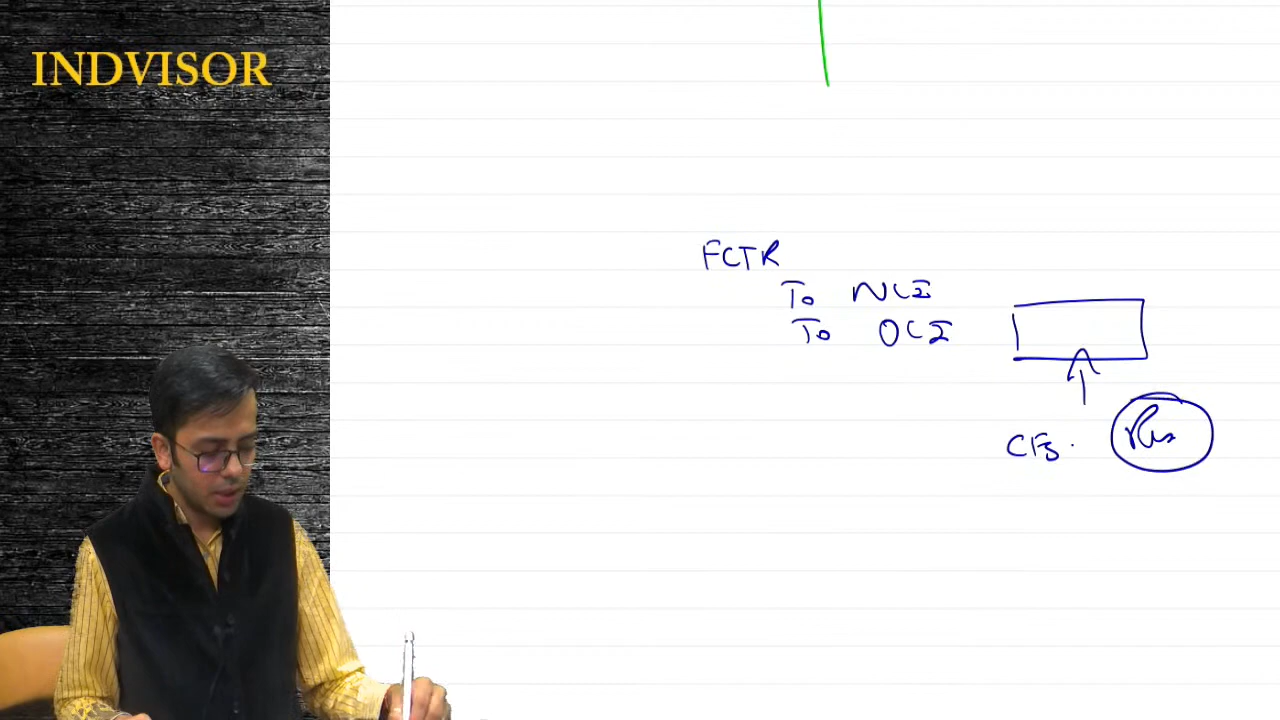 INDVISOR
FCTR
To NCI
To OCI
CFS.